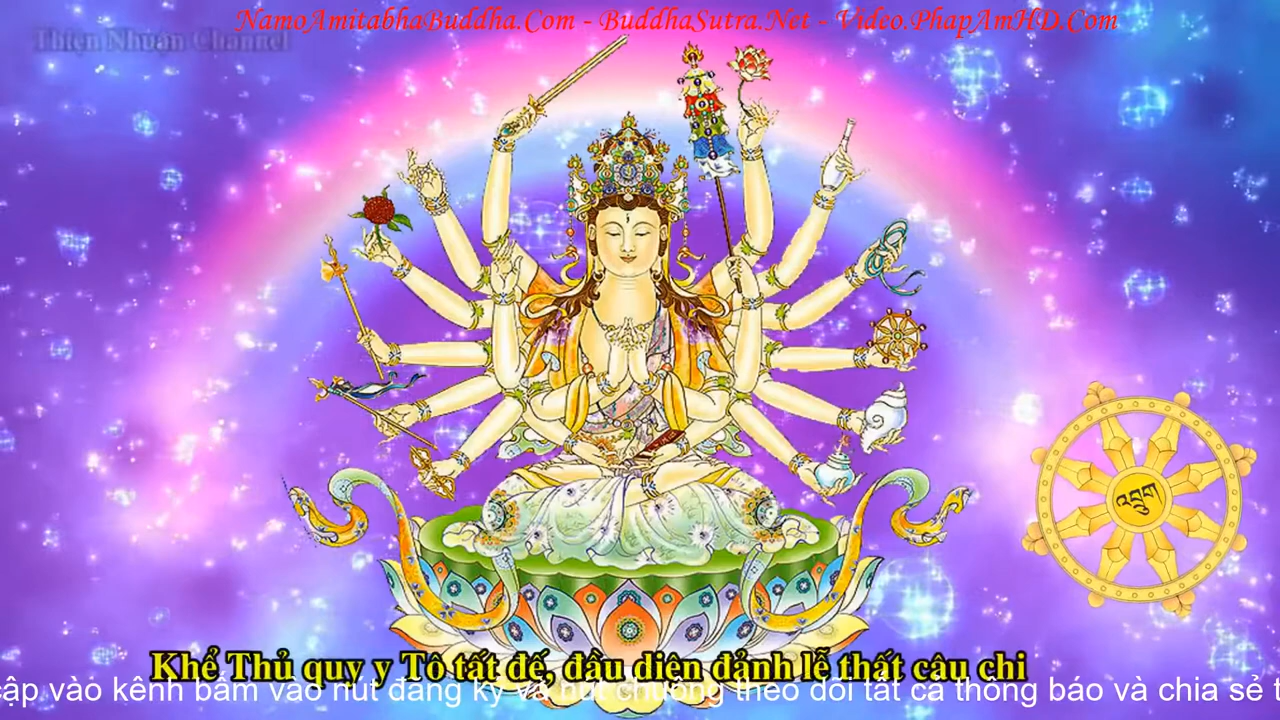 NamoAmitabhaBuddha.Com - BuddhaSutra.Net - Video.PhapAmHD.Com
Thiện Nhuận Channel
Khể Thủ quy y Tô tất đế, đầu diện đảnh lễ thất câu chi
cập vào kênh bấm vào nút đăng ký và nút chuông theo dõi tất cả thông báo và chia sẻ t